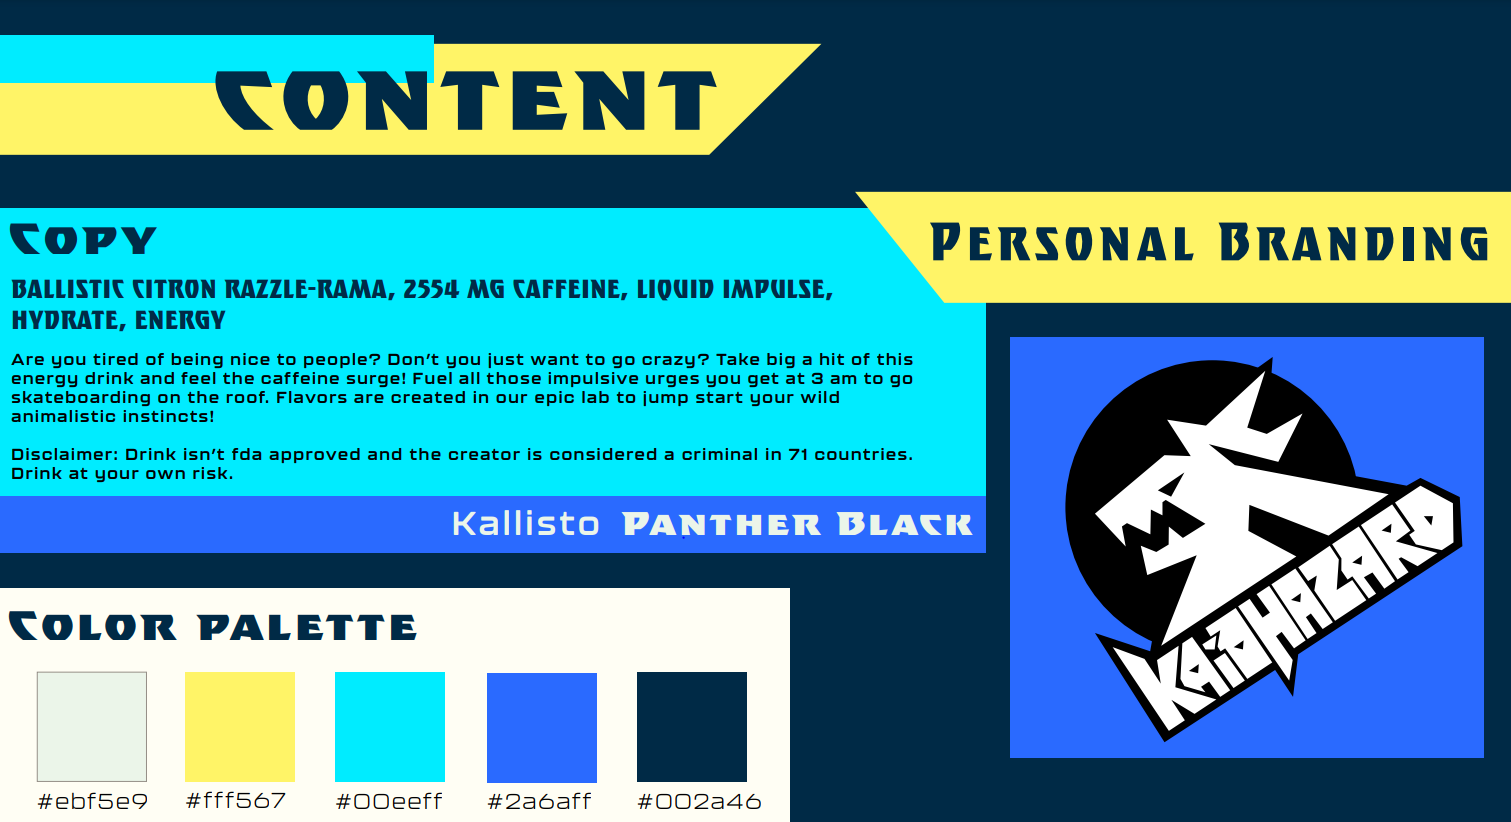 Content
Copy
Ballistic Citron Razzle-Rama, 2554 mg Caffeine, Liquid Impulse,
Hydrate, Energy
Are you tired of being nice to people? Don’t you just want to go crazy? Take big a hit of this
energy drink and feel the caffeine surge! Fuel all those impulsive urges you get at 3 am to go
skateboarding on the roof. Flavors are created in our epic lab to jump start your wild
animalistic instincts!
Disclaimer: Drink isn’t fda approved and the creator is considered a criminal in 71 countries.
Drink at your own risk.
Kallisto Panther Black
Color palette
#ebf5e9 #fff567 #00eeff #2a6aff #002a46
Personal Branding
KaidHAZARD